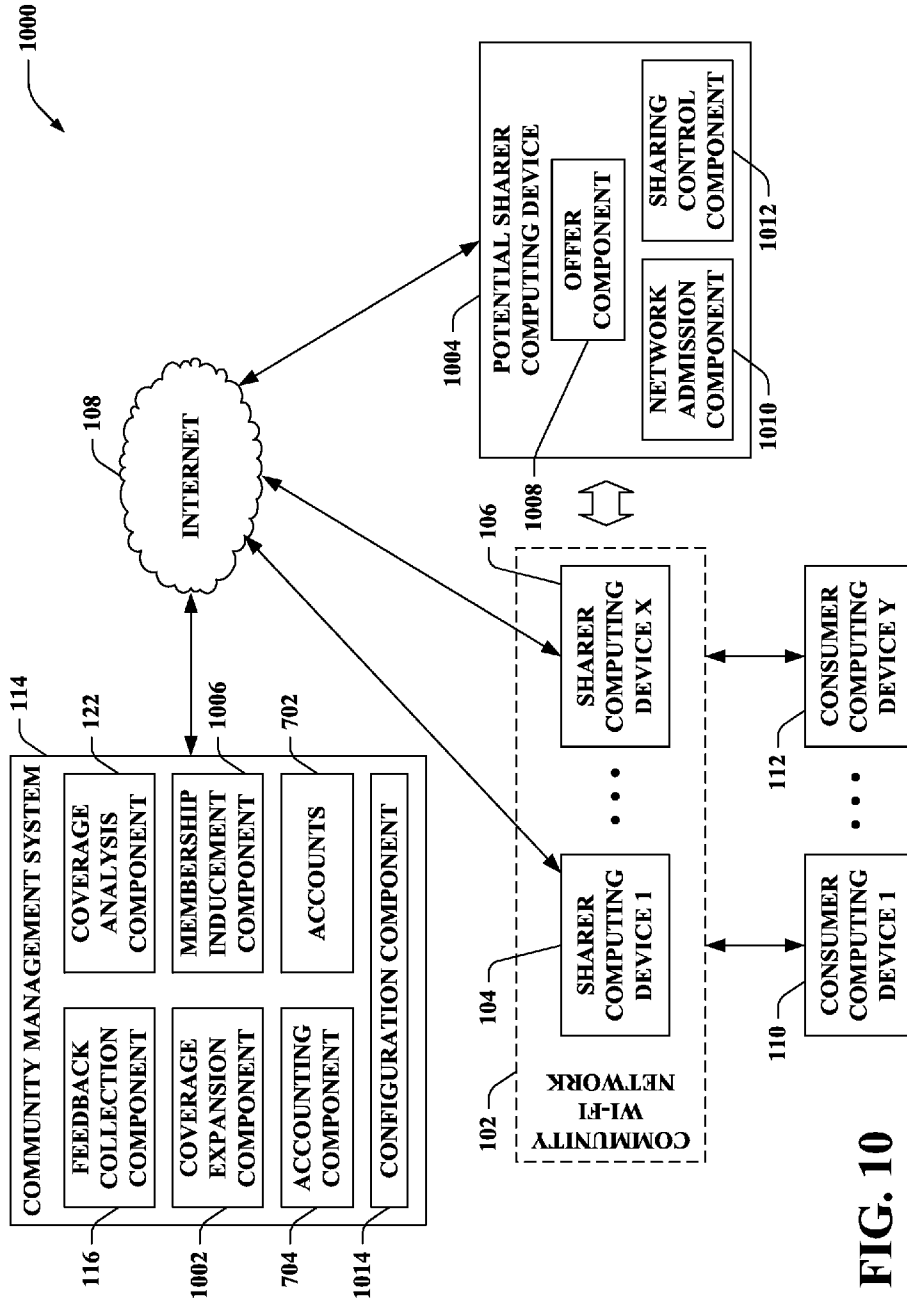 1000
COMMUNITY MANAGEMENT SYSTEM
114
FEEDBACK
COLLECTION
COMPONENT
116
COVERAGE
ANALYSIS
COMPONENT
122
COVERAGE
EXPANSION
COMPONENT
1002
MEMBERSHIP
INDUCEMENT
COMPONENT
1006
ACCOUNTING
COMPONENT
704
ACCOUNTS
702
CONFIGURATION COMPONENT
1014
INTERNET
108
POTENTIAL SHARER
COMPUTING DEVICE
1004
OFFER
COMPONENT
1008
NETWORK
ADMISSION
COMPONENT
1010
SHARING
CONTROL
COMPONENT
1012
COMMUNITY
WI-FI
NETWORK
102
SHARER
COMPUTING
DEVICE 1
104
• • •
SHARER
COMPUTING
DEVICE X
106
CONSUMER
COMPUTING
DEVICE 1
110
• • •
CONSUMER
COMPUTING
DEVICE Y
112
FIG. 10